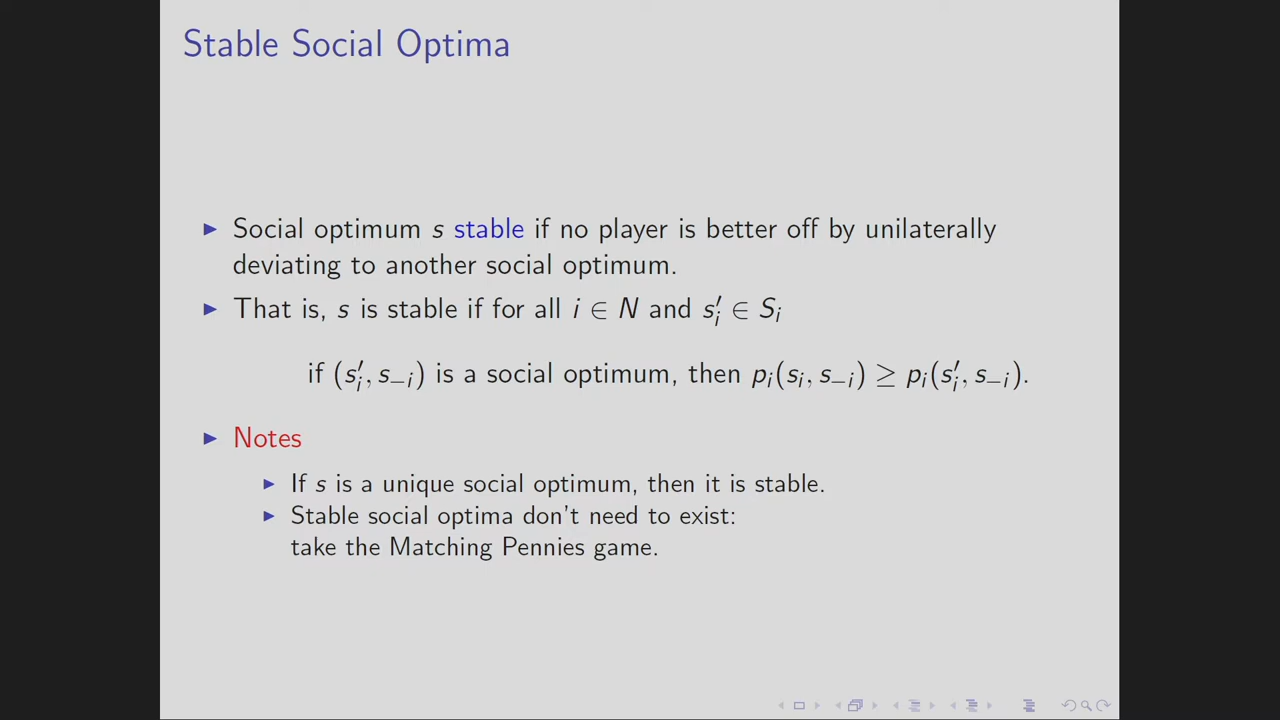 Stable Social Optima
▶ Social optimum s stable if no player is better off by unilaterally
deviating to another social optimum.
▶ That is, s is stable if for all i ∈ N and s′ᵢ ∈ Sᵢ
if (s′ᵢ, s₋ᵢ) is a social optimum, then pᵢ(sᵢ, s₋ᵢ) ≥ pᵢ(s′ᵢ, s₋ᵢ).
▶ Notes
▶ If s is a unique social optimum, then it is stable.
▶ Stable social optima don't need to exist:
take the Matching Pennies game.